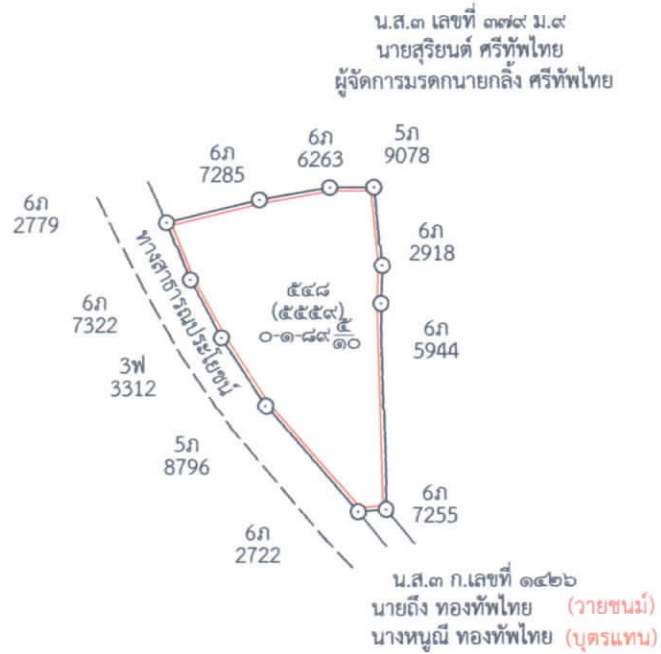 น.ส.๓ เลขที่ ๓๗๙ ม.๙
นายสุริยนต์ ศรีทัพไทย
ผู้จัดการมรดกนายกลิ้ง ศรีทัพไทย
6ภ
7285
6ภ
6263
5ภ
9078
6ภ
2779
6ภ
2918
ทางสาธารณประโยชน์
๕๔๘
(๕๕๕๙)
๐-๑-๘๙ ๕/๑๐
6ภ
7322
6ภ
5944
3ฟ
3312
5ภ
8796
6ภ
7255
6ภ
2722
น.ส.๓ ก.เลขที่ ๑๔๒๖
นายถึง ทองทัพไทย (วายชนม์)
นางหนูณี ทองทัพไทย (บุตรแทน)